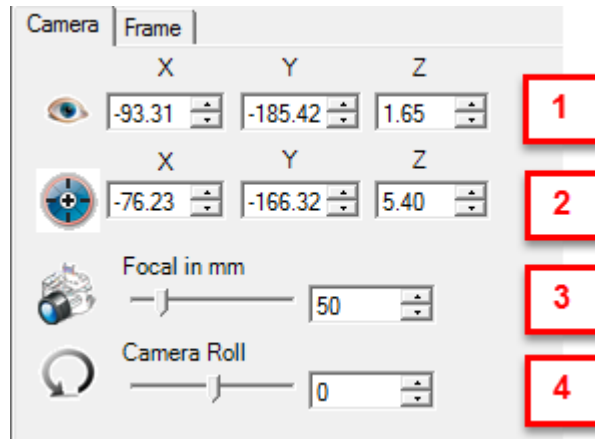 Camera Frame
X Y Z
-93.31 -185.42 1.65 1
X Y Z
-76.23 -166.32 5.40 2
Focal in mm
50 3
Camera Roll
0 4